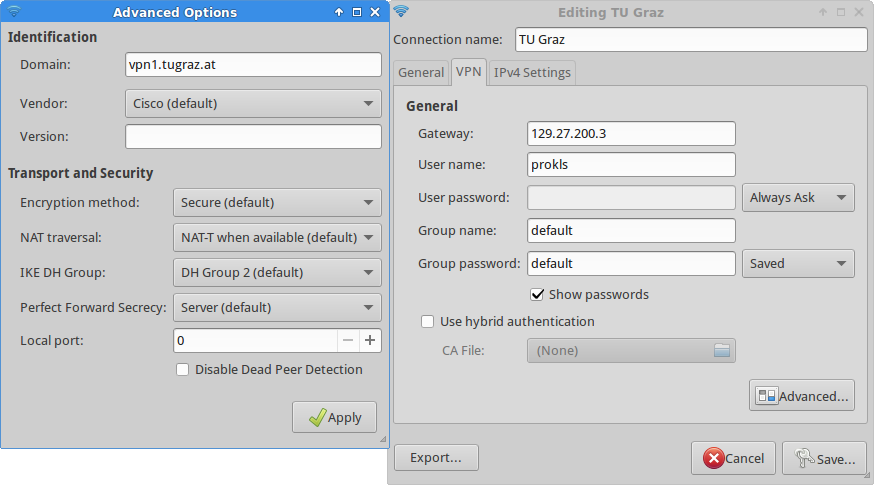 Advanced Options
Identification
Domain: vpn1.tugraz.at
Vendor: Cisco (default)
Version:
Transport and Security
Encryption method: Secure (default)
NAT traversal: NAT-T when available (default)
IKE DH Group: DH Group 2 (default)
Perfect Forward Secrecy: Server (default)
Local port: 0
Disable Dead Peer Detection
Apply
Editing TU Graz
Connection name: TU Graz
General VPN IPv4 Settings
General
Gateway: 129.27.200.3
User name: prokls
User password: Always Ask
Group name: default
Group password: default Saved
Show passwords
Use hybrid authentication
CA File: (None)
Advanced...
Export... Cancel Save...